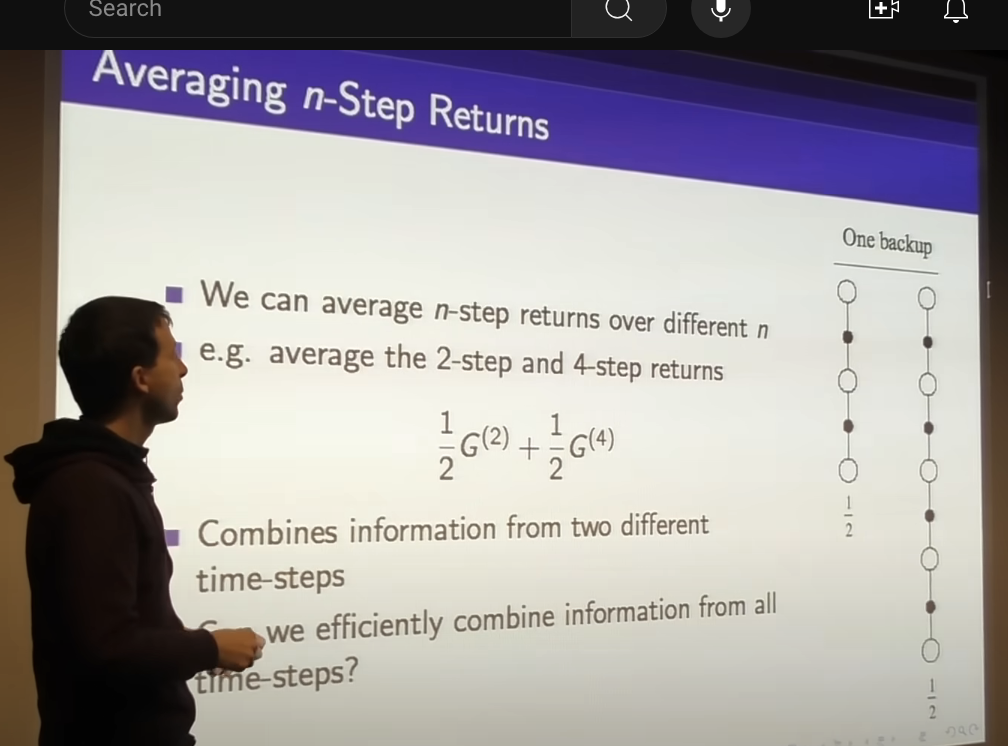 Search
Averaging n-Step Returns
One backup
We can average n-step returns over different n
e.g. average the 2-step and 4-step returns
1/2 G^(2) + 1/2 G^(4)
Combines information from two different
time-steps
we efficiently combine information from all
time-steps?
1/2
1/2